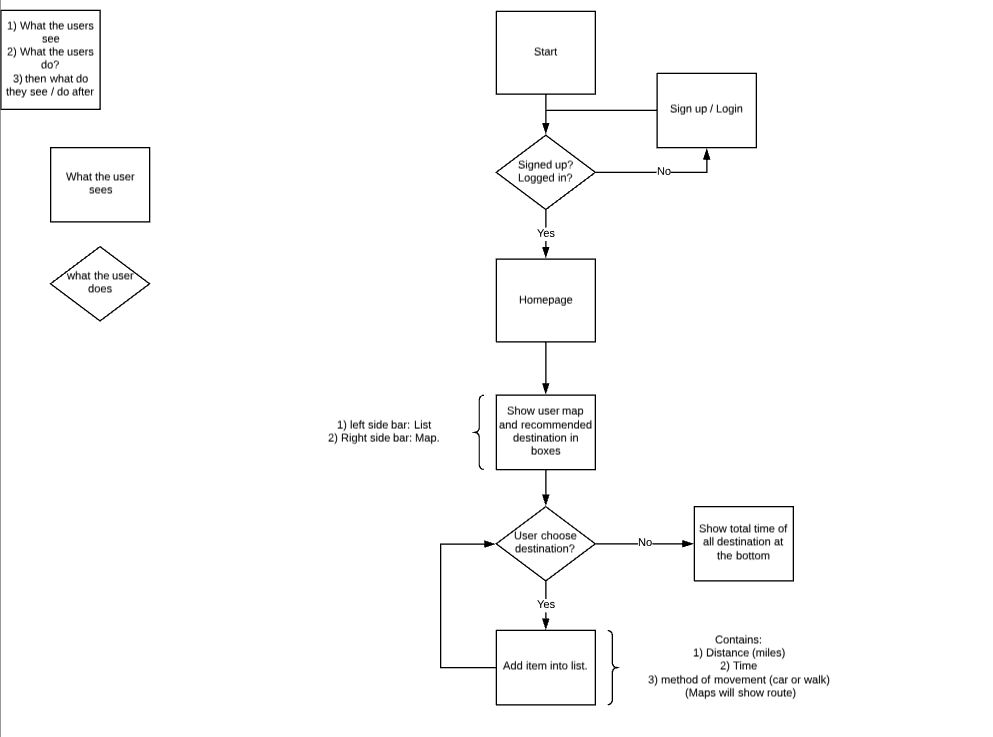 1) What the users
see
2) What the users
do?
3) then what do
they see / do after
What the user
sees
what the user
does
Start
Sign up / Login
Signed up?
Logged in?
No
Yes
Homepage
1) left side bar: List
2) Right side bar: Map.
Show user map
and recommended
destination in
boxes
User choose
destination?
No
Show total time of
all destination at
the bottom
Yes
Add item into list.
Contains:
1) Distance (miles)
2) Time
3) method of movement (car or walk)
(Maps will show route)